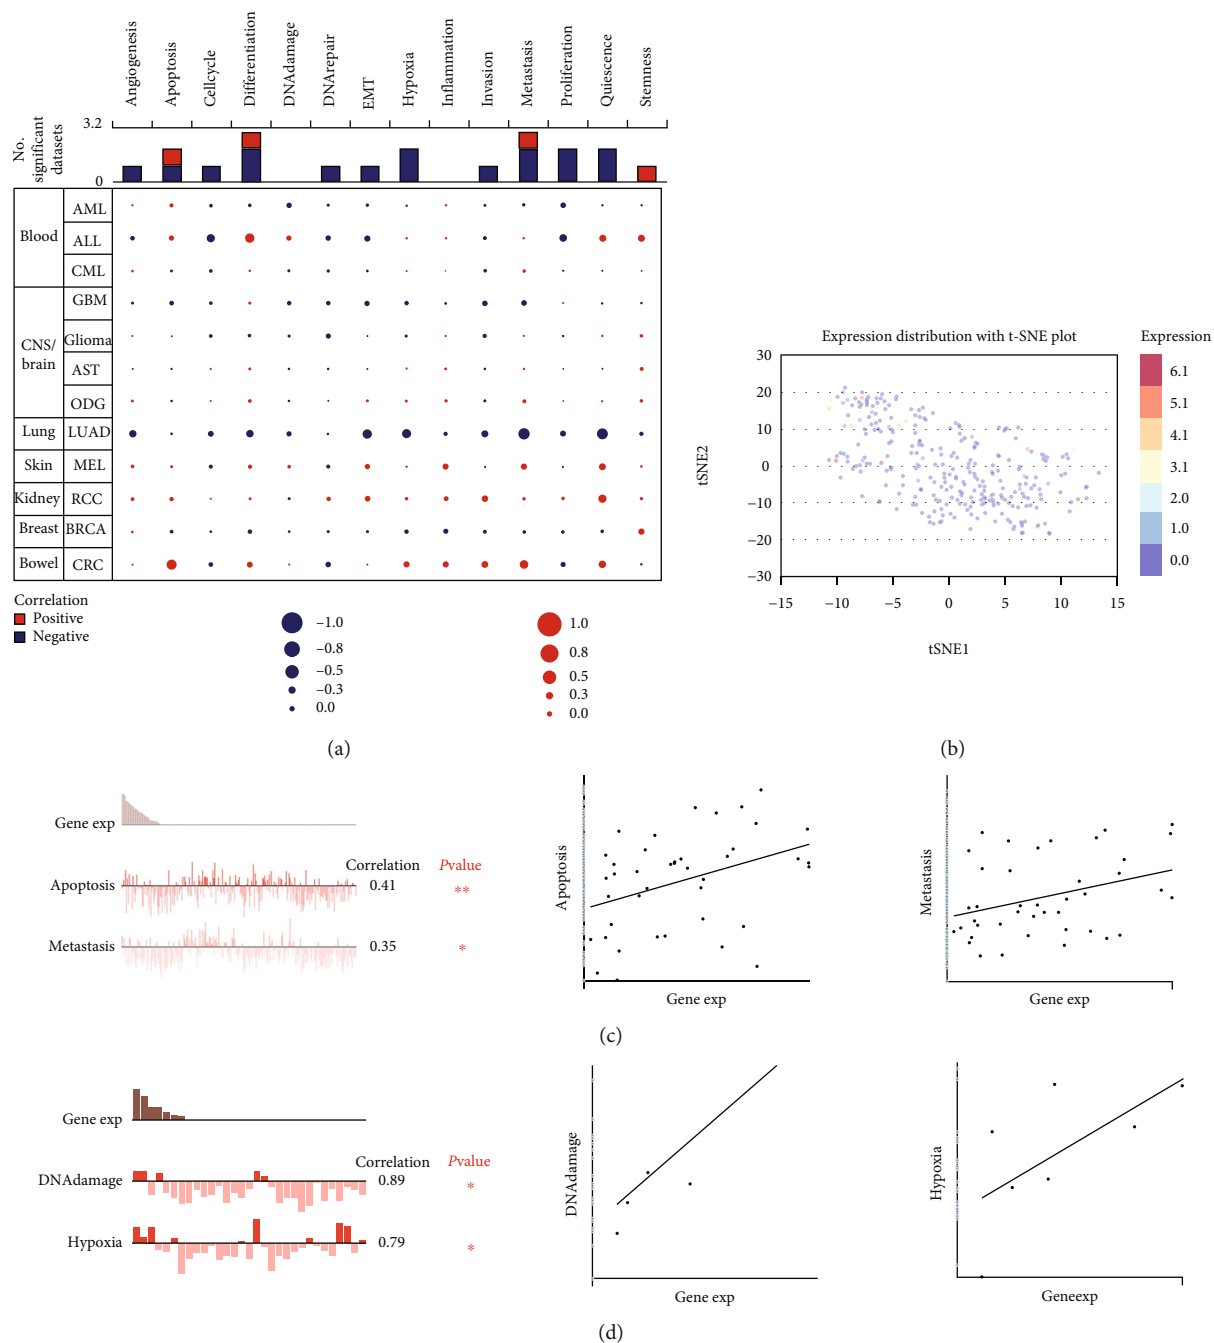 Angiogenesis
Apoptosis
Cellcycle
Differentiation
DNAdamage
DNArepair
EMT
Hypoxia
Inflammation
Invasion
Metastasis
Proliferation
Quiescence
Stemness
No.
significant
datasets
3.2
0
Blood
AML
ALL
CML
CNS/
brain
GBM
Glioma
AST
ODG
Lung LUAD
Skin MEL
Kidney RCC
Breast BRCA
Bowel CRC
Correlation
Positive
Negative
−1.0
−0.8
−0.5
−0.3
0.0
1.0
0.8
0.5
0.3
0.0
(a)
Expression distribution with t-SNE plot
tSNE2
30
20
10
0
−10
−20
−30
−15 −10 −5 0 5 10 15
tSNE1
Expression
6.1
5.1
4.1
3.1
2.0
1.0
0.0
(b)
Gene exp
Correlation Pvalue
Apoptosis 0.41 **
Metastasis 0.35 *
Apoptosis
Gene exp
Metastasis
Gene exp
(c)
Gene exp
Correlation Pvalue
DNAdamage 0.89 *
Hypoxia 0.79 *
DNAdamage
Gene exp
Hypoxia
Geneexp
(d)